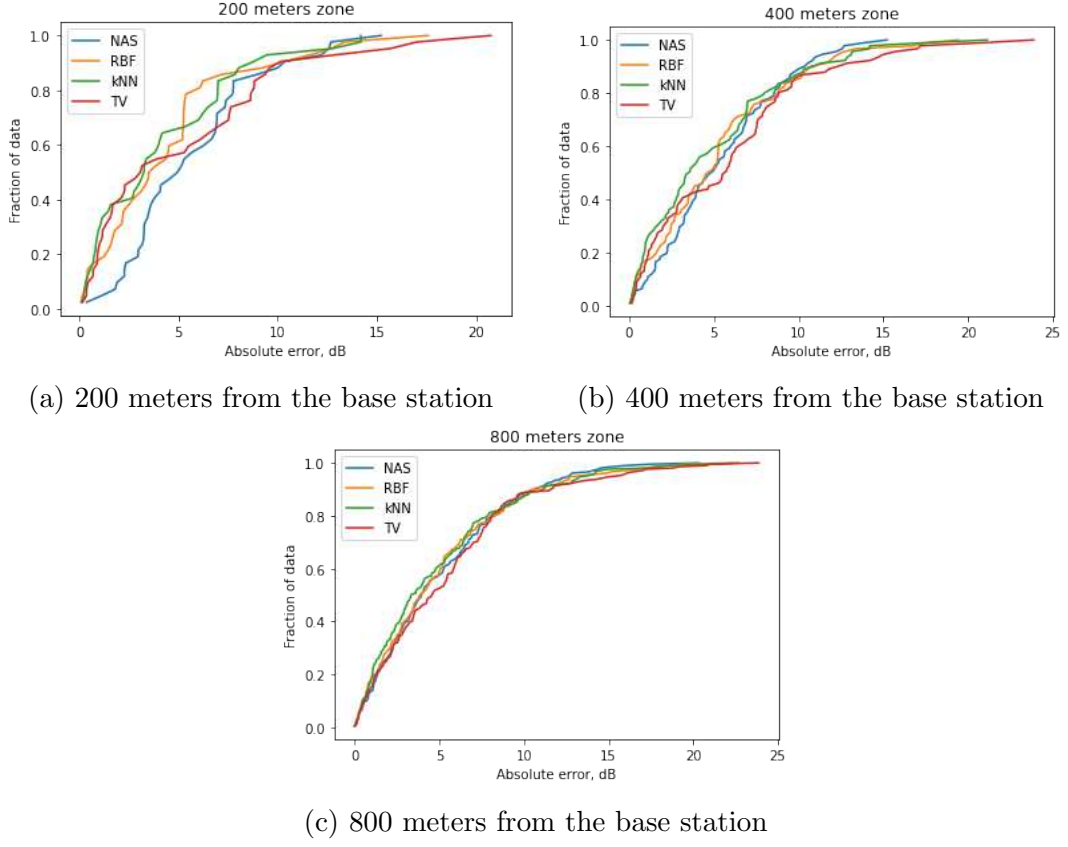 200 meters zone
1.0
0.8
0.6
0.4
0.2
0.0
Fraction of data
NAS
RBF
kNN
TV
0
5
10
15
20
Absolute error, dB
(a) 200 meters from the base station
400 meters zone
1.0
0.8
0.6
0.4
0.2
0.0
Fraction of data
NAS
RBF
kNN
TV
0
5
10
15
20
25
Absolute error, dB
(b) 400 meters from the base station
800 meters zone
1.0
0.8
0.6
0.4
0.2
0.0
Fraction of data
NAS
RBF
kNN
TV
0
5
10
15
20
25
Absolute error, dB
(c) 800 meters from the base station